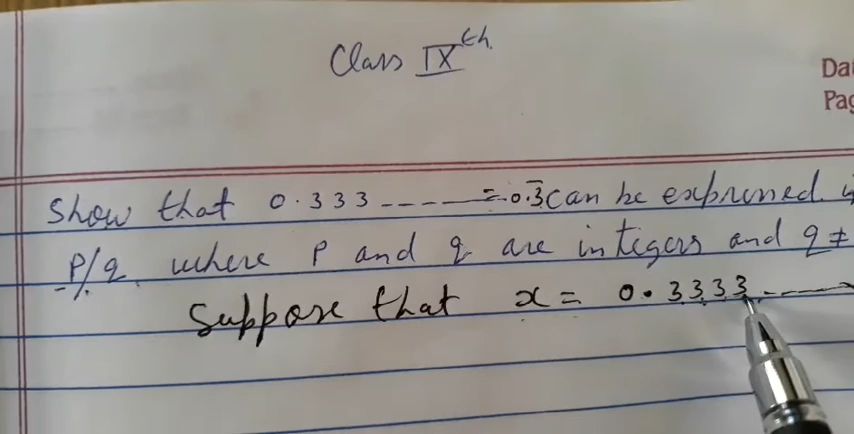 Class IXth
Da
Pag
Show that 0.333-----=0.3̅ can be expressed i
P/q where P and q are integers and q ≠
Suppose that x = 0.3333-----